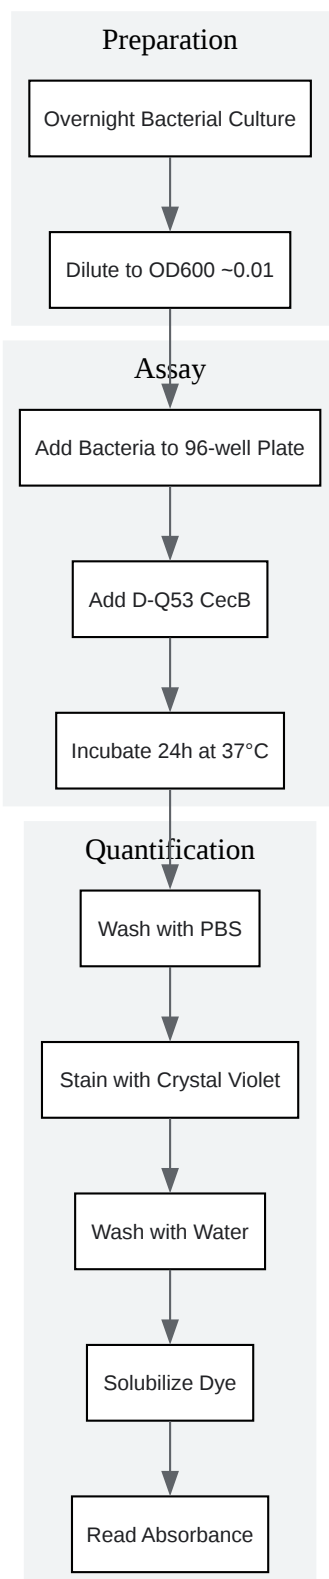 Preparation
Overnight Bacterial Culture
Dilute to OD600 ~0.01
Assay
Add Bacteria to 96-well Plate
Add D-Q53 CecB
Incubate 24h at 37°C
Quantification
Wash with PBS
Stain with Crystal Violet
Wash with Water
Solubilize Dye
Read Absorbance